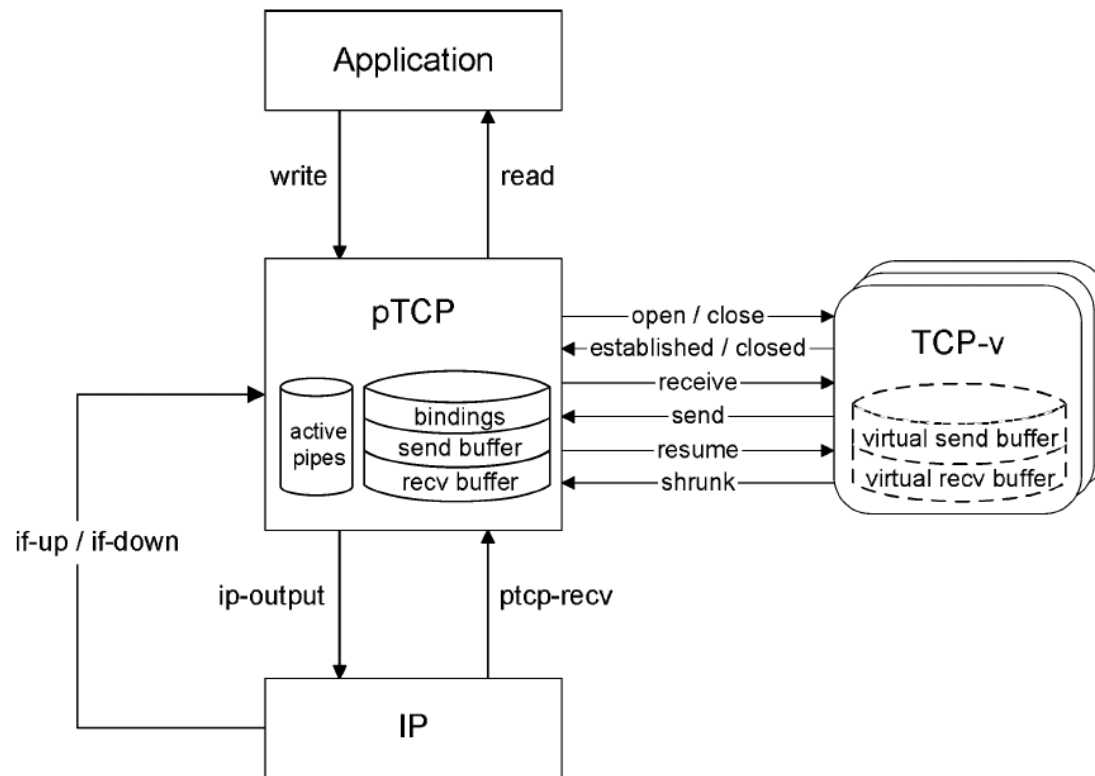 Application
write
read
pTCP
open / close
established / closed
receive
send
resume
shrunk
TCP-v
active
pipes
bindings
send buffer
recv buffer
virtual send buffer
virtual recv buffer
if-up / if-down
ip-output
ptcp-recv
IP